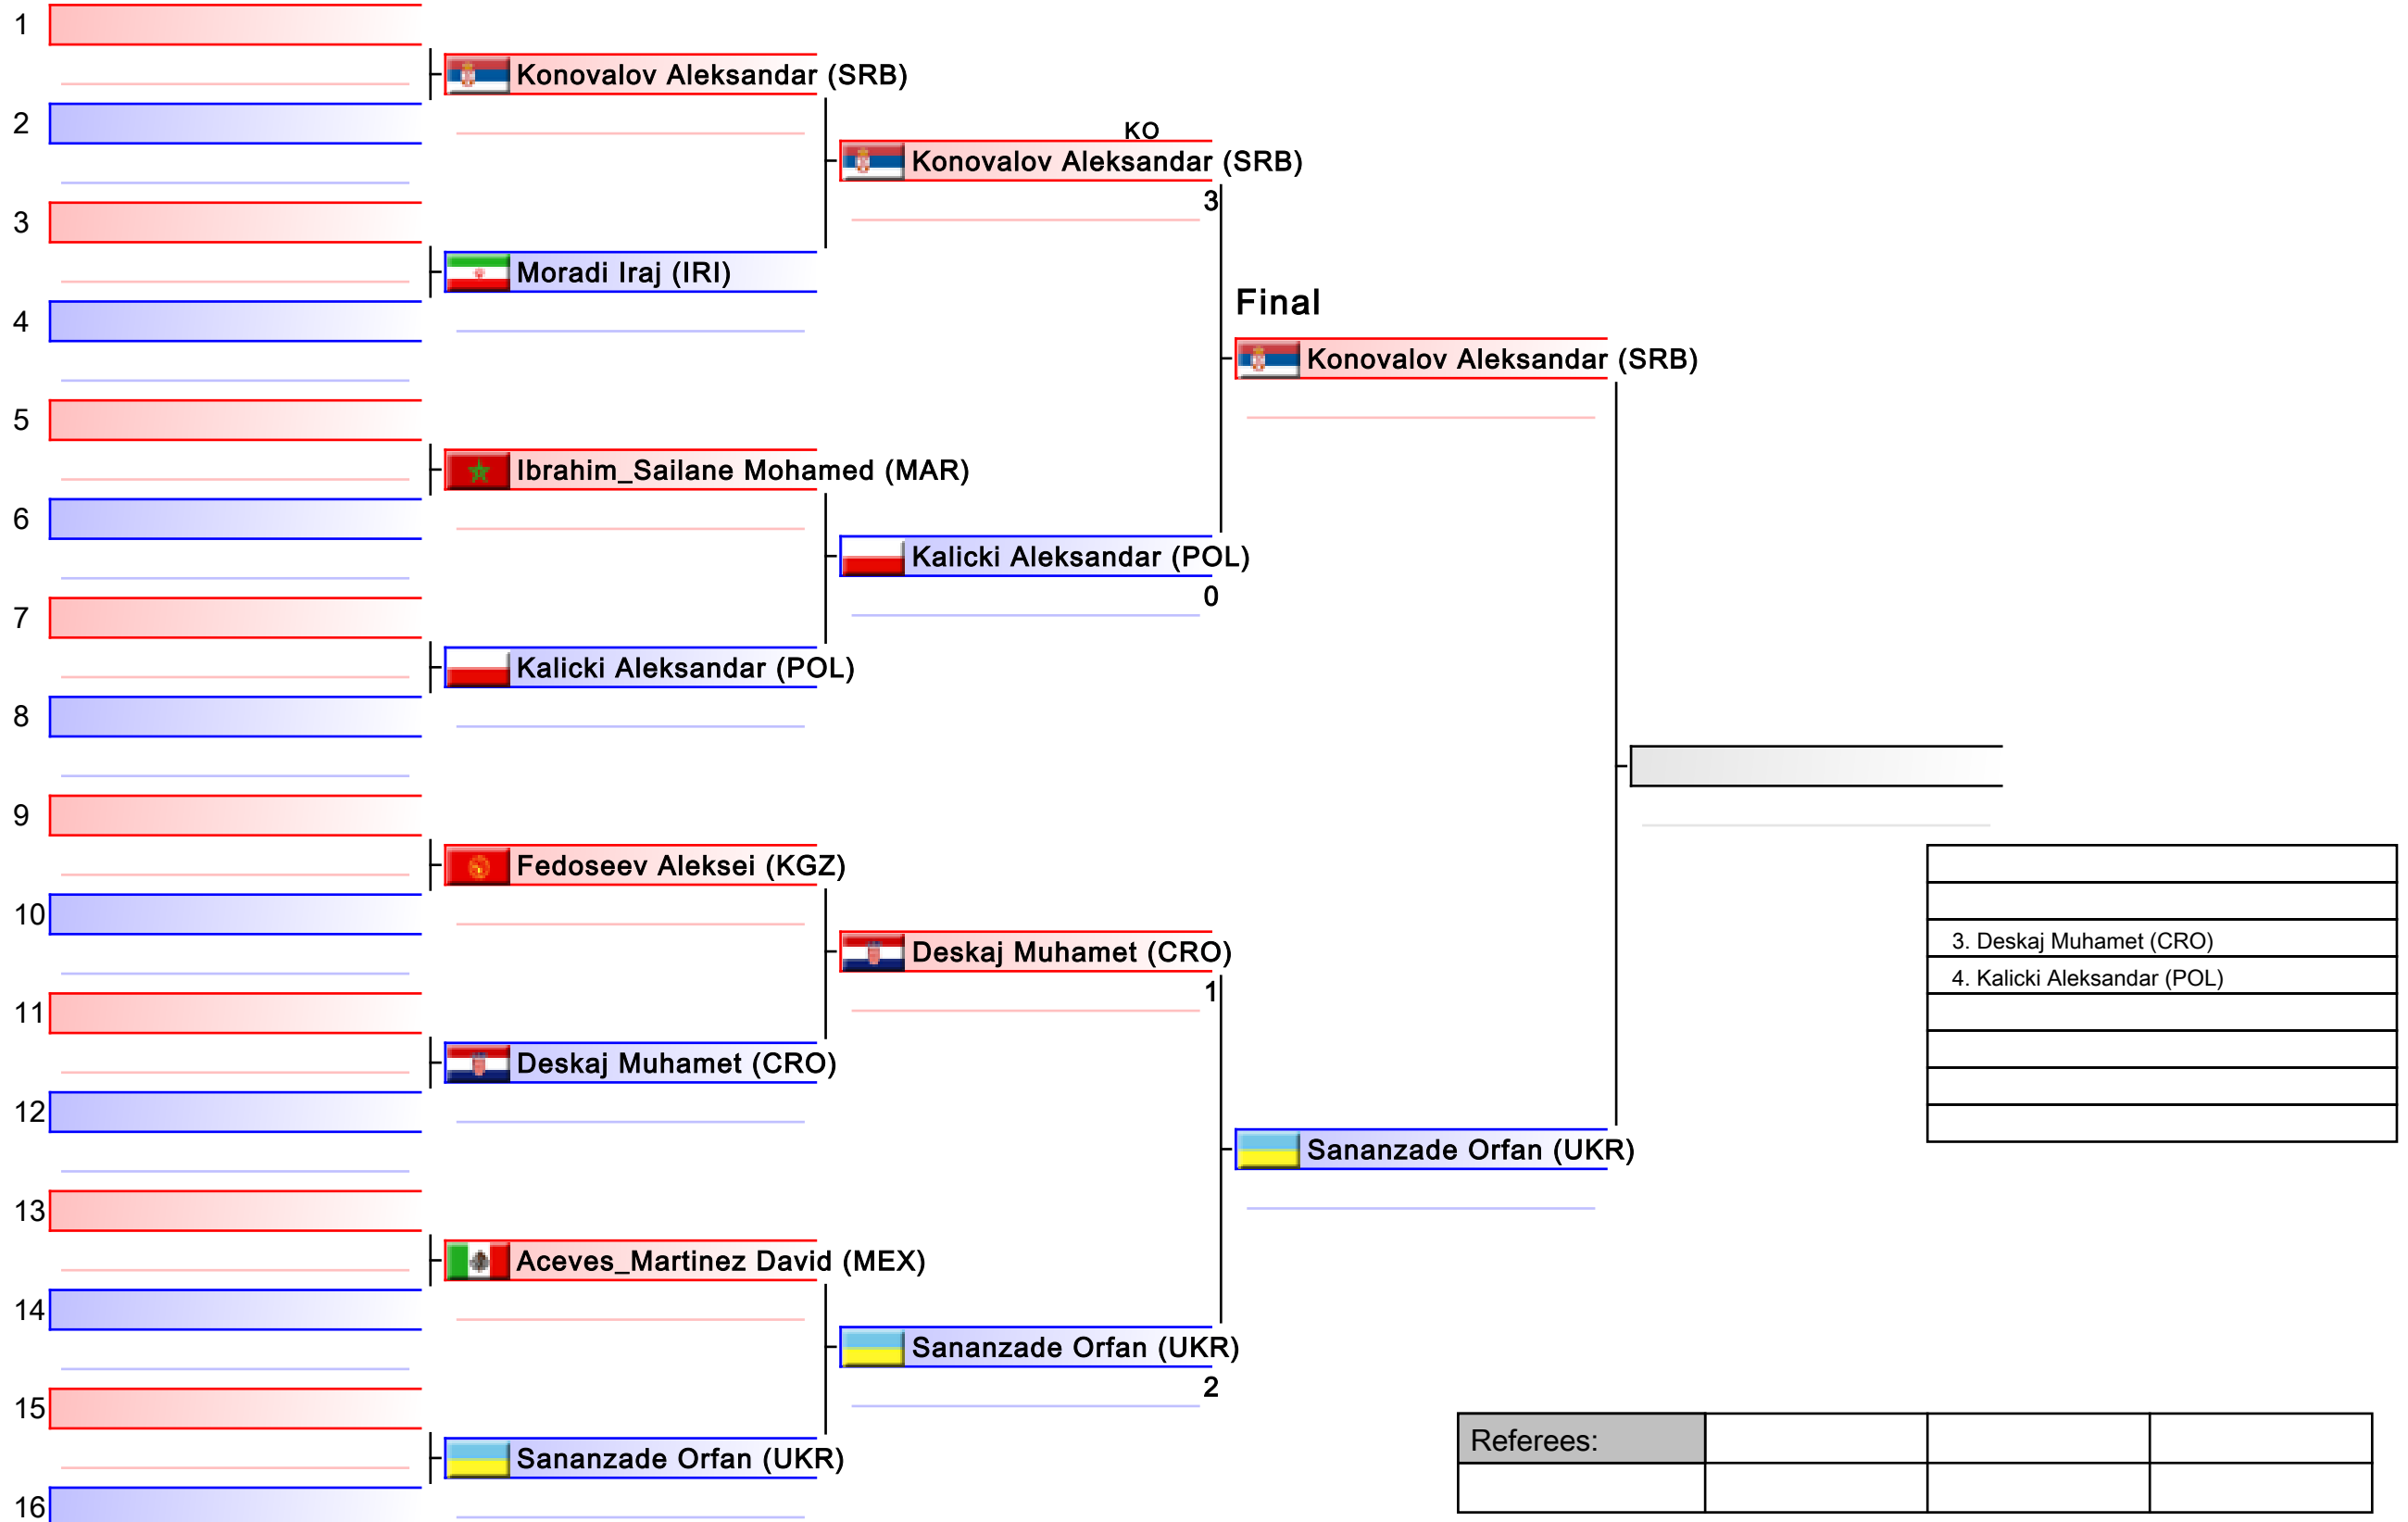 1
Konovalov Aleksandar (SRB)
2
KO
Konovalov Aleksandar (SRB)
3
3
Moradi Iraj (IRI)
Final
4
Konovalov Aleksandar (SRB)
5
Ibrahim_Sailane Mohamed (MAR)
6
Kalicki Aleksandar (POL)
0
7
Kalicki Aleksandar (POL)
8
9
Fedoseev Aleksei (KGZ)
10
3. Deskaj Muhamet (CRO)
Deskaj Muhamet (CRO)
4. Kalicki Aleksandar (POL)
1
11
Deskaj Muhamet (CRO)
12
Sananzade Orfan (UKR)
13
Aceves_Martinez David (MEX)
14
Sananzade Orfan (UKR)
2
15
Referees:
Sananzade Orfan (UKR)
16